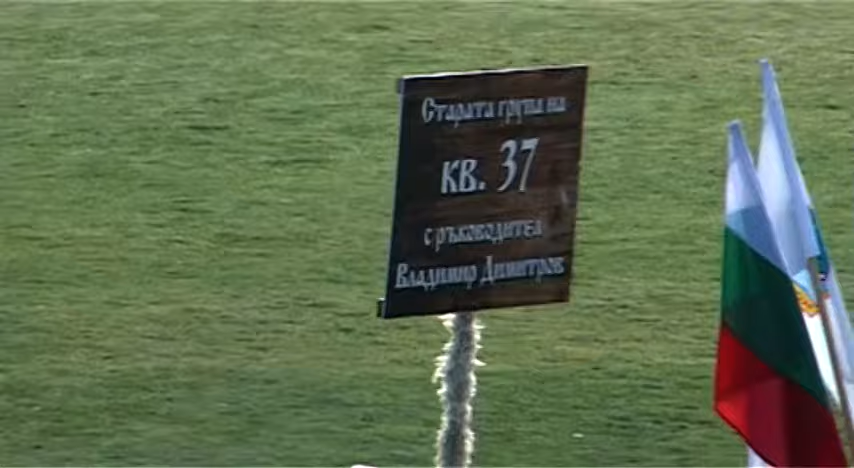 Старата група на
кв. 37
с ръководител
Владимир Димитров